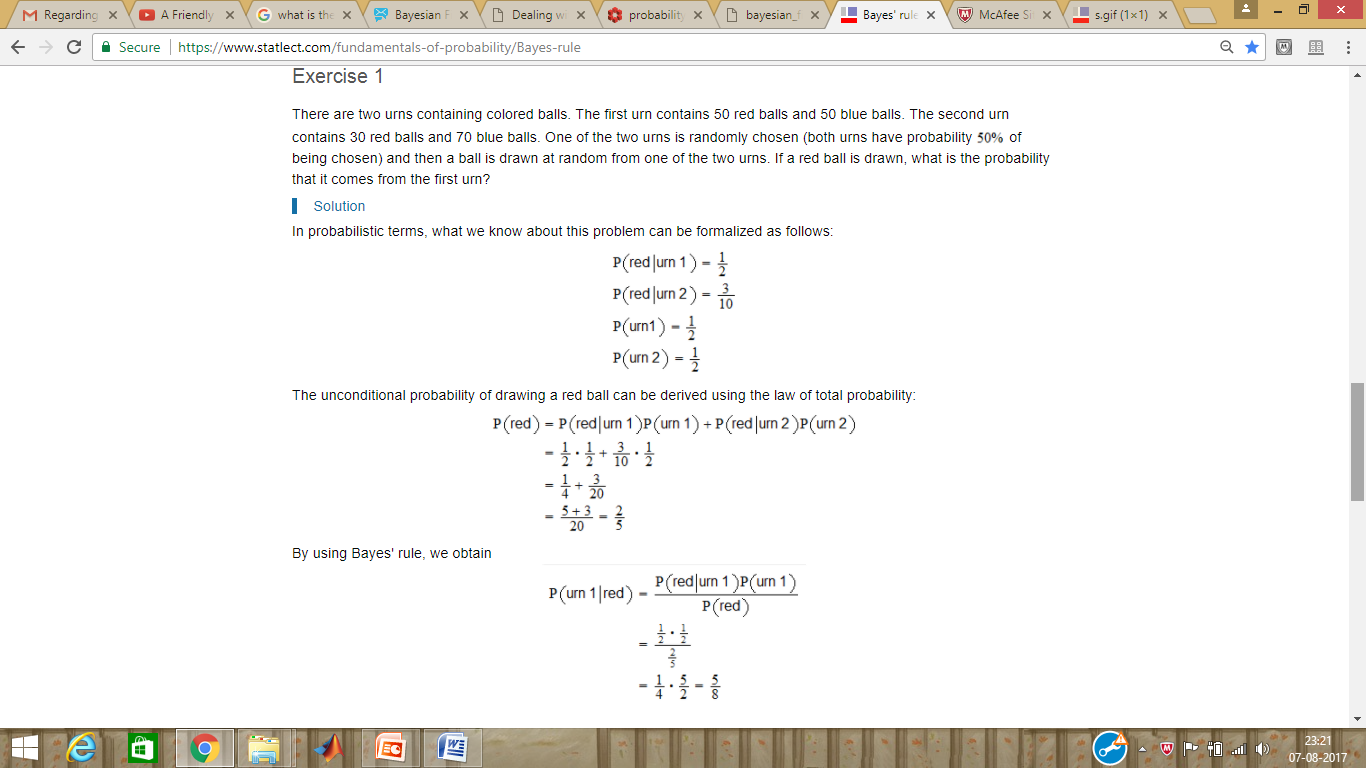 Regarding
A Friendly
what is the
Bayesian F
Dealing w
probability
bayesian_f
Bayes' rule
McAfee Si
s.gif (1×1)
Secure https://www.statlect.com/fundamentals-of-probability/Bayes-rule
Exercise 1
There are two urns containing colored balls. The first urn contains 50 red balls and 50 blue balls. The second urn
contains 30 red balls and 70 blue balls. One of the two urns is randomly chosen (both urns have probability 50% of
being chosen) and then a ball is drawn at random from one of the two urns. If a red ball is drawn, what is the probability
that it comes from the first urn?
Solution
In probabilistic terms, what we know about this problem can be formalized as follows:
P(red|urn 1) = 1/2
P(red|urn 2) = 3/10
P(urn1) = 1/2
P(urn 2) = 1/2
The unconditional probability of drawing a red ball can be derived using the law of total probability:
P(red) = P(red|urn 1)P(urn 1) + P(red|urn 2)P(urn 2)
= 1/2 · 1/2 + 3/10 · 1/2
= 1/4 + 3/20
= (5 + 3)/20 = 2/5
By using Bayes' rule, we obtain
P(urn 1|red) = P(red|urn 1)P(urn 1) / P(red)
= (1/2 · 1/2) / (2/5)
= 1/4 · 5/2 = 5/8
23:21
07-08-2017